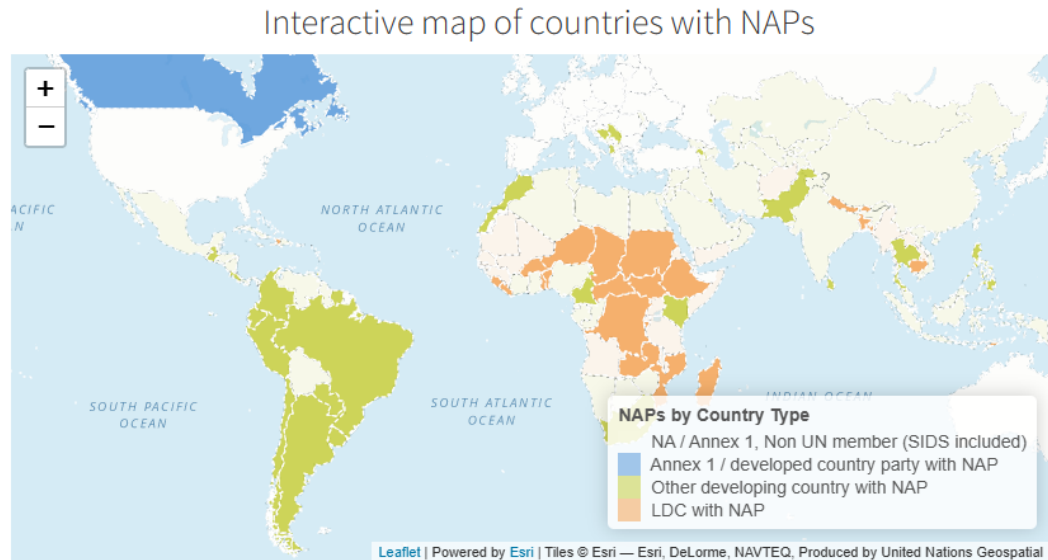 Interactive map of countries with NAPs
+
−
ACIFIC
N
NORTH ATLANTIC
OCEAN
SOUTH PACIFIC
OCEAN
SOUTH ATLANTIC
OCEAN
INDIAN OCEAN
NAPs by Country Type
NA / Annex 1, Non UN member (SIDS included)
Annex 1 / developed country party with NAP
Other developing country with NAP
LDC with NAP
Leaflet | Powered by Esri | Tiles © Esri — Esri, DeLorme, NAVTEQ, Produced by United Nations Geospatial